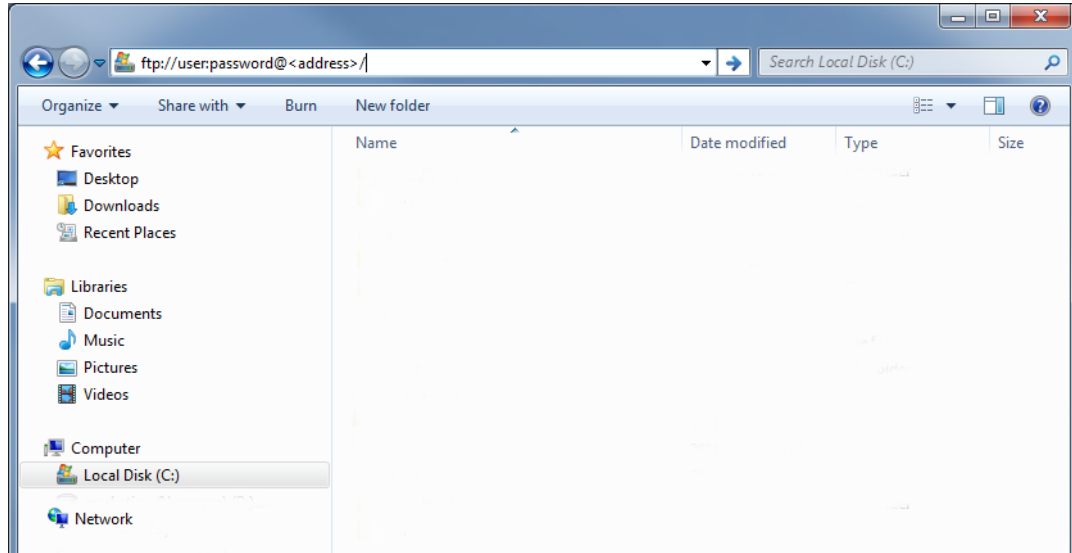 ftp://user:password@<address>/
Search Local Disk (C:)
Organize Share with Burn New folder
Name Date modified Type Size
Favorites
Desktop
Downloads
Recent Places
Libraries
Documents
Music
Pictures
Videos
Computer
Local Disk (C:)
Network